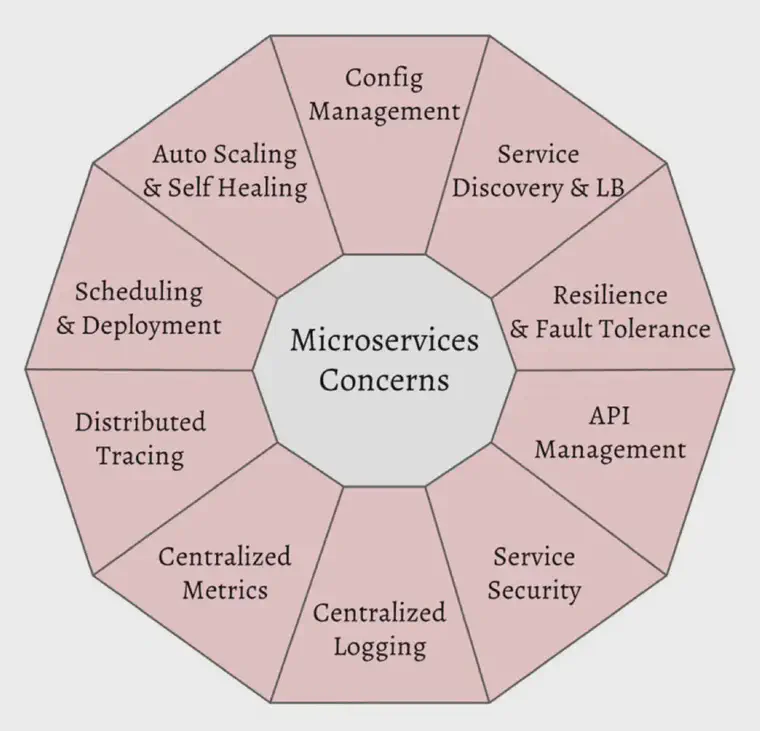 Config
Management
Service
Discovery & LB
Resilience
& Fault Tolerance
API
Management
Service
Security
Centralized
Logging
Centralized
Metrics
Distributed
Tracing
Scheduling
& Deployment
Auto Scaling
& Self Healing
Microservices
Concerns